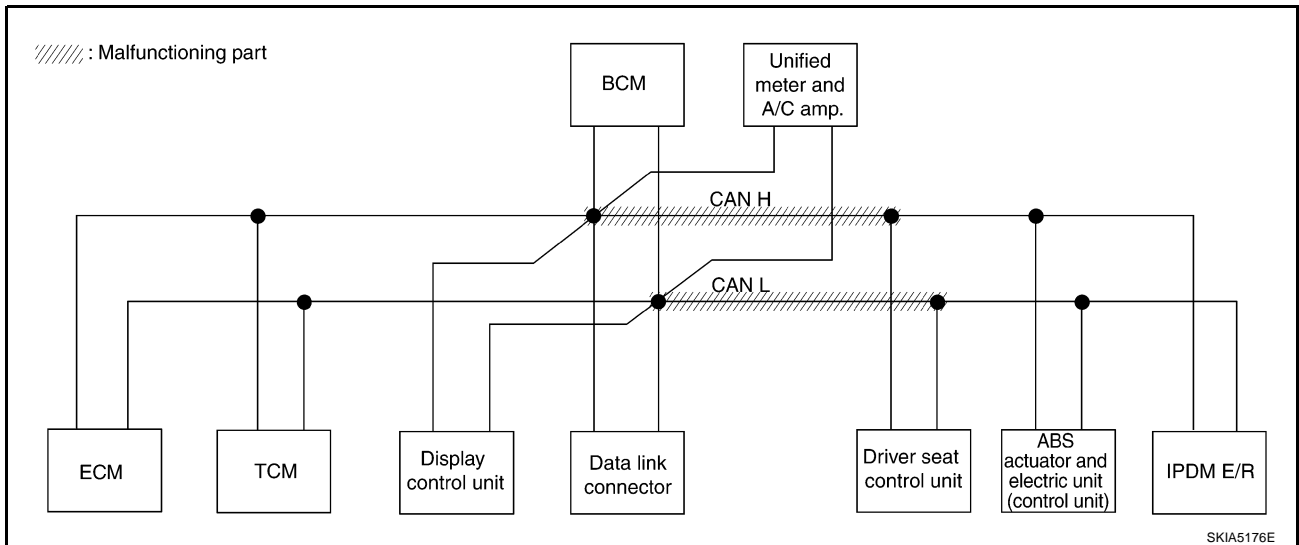 : Malfunctioning part
BCM
Unified
meter and
A/C amp.
CAN H
CAN L
ECM
TCM
Display
control unit
Data link
connector
Driver seat
control unit
ABS
actuator and
electric unit
(control unit)
IPDM E/R
SKIA5176E